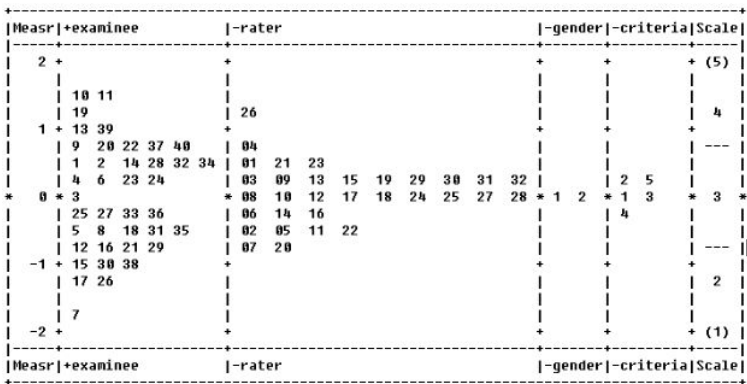 |Measr|+examinee |-rater |-gender|-criteria|Scale|
| 2 + + + + + (5) |
| 10 11
| 19 | 26 | 4 |
| 1 + 13 39 + + + + |
| 9 20 22 37 40 | 04 | --- |
| 1 2 14 28 32 34 | 01 21 23
| 4 6 23 24 | 03 09 13 15 19 29 30 31 32 | | 2 5 | |
* 0 * 3 * 08 10 12 17 18 24 25 27 28 * 1 2 * 1 3 * 3 *
| 25 27 33 36 | 06 14 16 | | 4 | |
| 5 8 18 31 35 | 02 05 11 22
| 12 16 21 29 | 07 20 | --- |
| -1 + 15 30 38 + + + + |
| 17 26 | 2 |
| 7
| -2 + + + + + (1) |
|Measr|+examinee |-rater |-gender|-criteria|Scale|